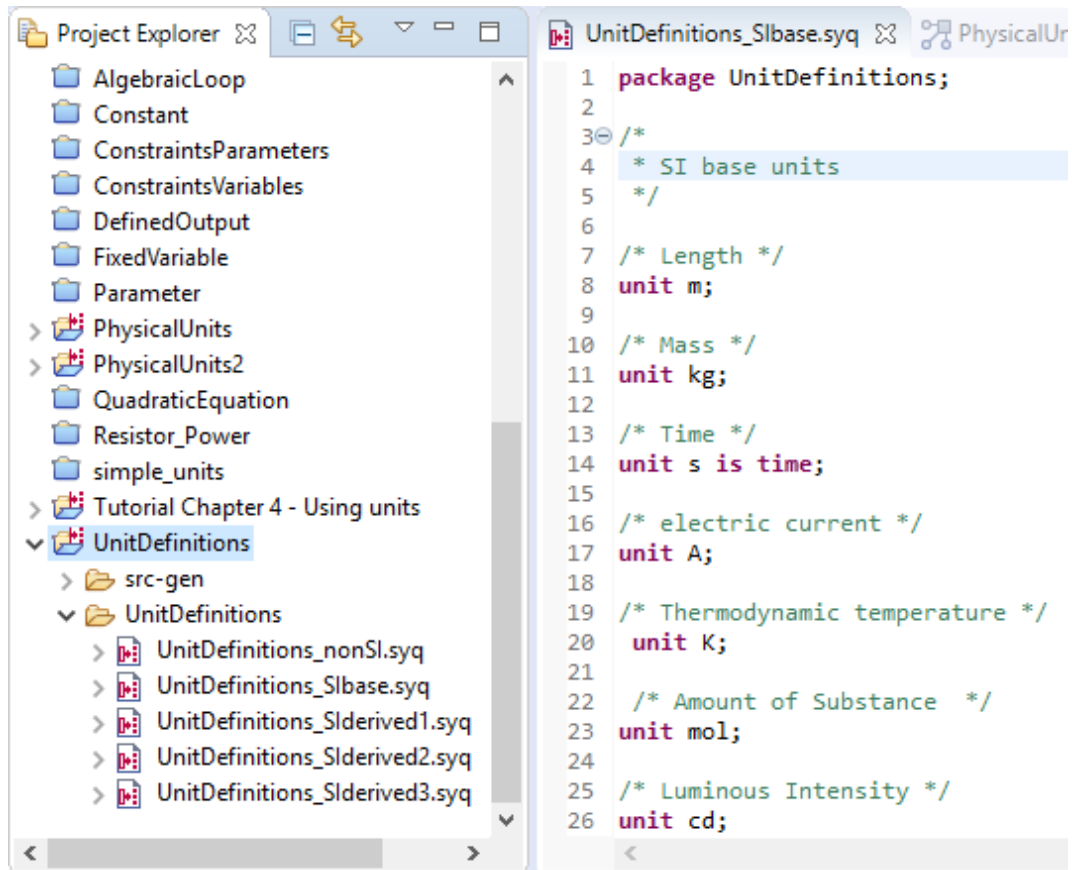 Project Explorer
AlgebraicLoop
Constant
ConstraintsParameters
ConstraintsVariables
DefinedOutput
FixedVariable
Parameter
PhysicalUnits
PhysicalUnits2
QuadraticEquation
Resistor_Power
simple_units
Tutorial Chapter 4 - Using units
UnitDefinitions
src-gen
UnitDefinitions
UnitDefinitions_nonSI.syq
UnitDefinitions_SIbase.syq
UnitDefinitions_SIderived1.syq
UnitDefinitions_SIderived2.syq
UnitDefinitions_SIderived3.syq
UnitDefinitions_SIbase.syq PhysicalUn
1 package UnitDefinitions;
2
3 /*
4  * SI base units
5  */
6
7 /* Length */
8 unit m;
9
10 /* Mass */
11 unit kg;
12
13 /* Time */
14 unit s is time;
15
16 /* electric current */
17 unit A;
18
19 /* Thermodynamic temperature */
20  unit K;
21
22  /* Amount of Substance  */
23 unit mol;
24
25 /* Luminous Intensity */
26 unit cd;